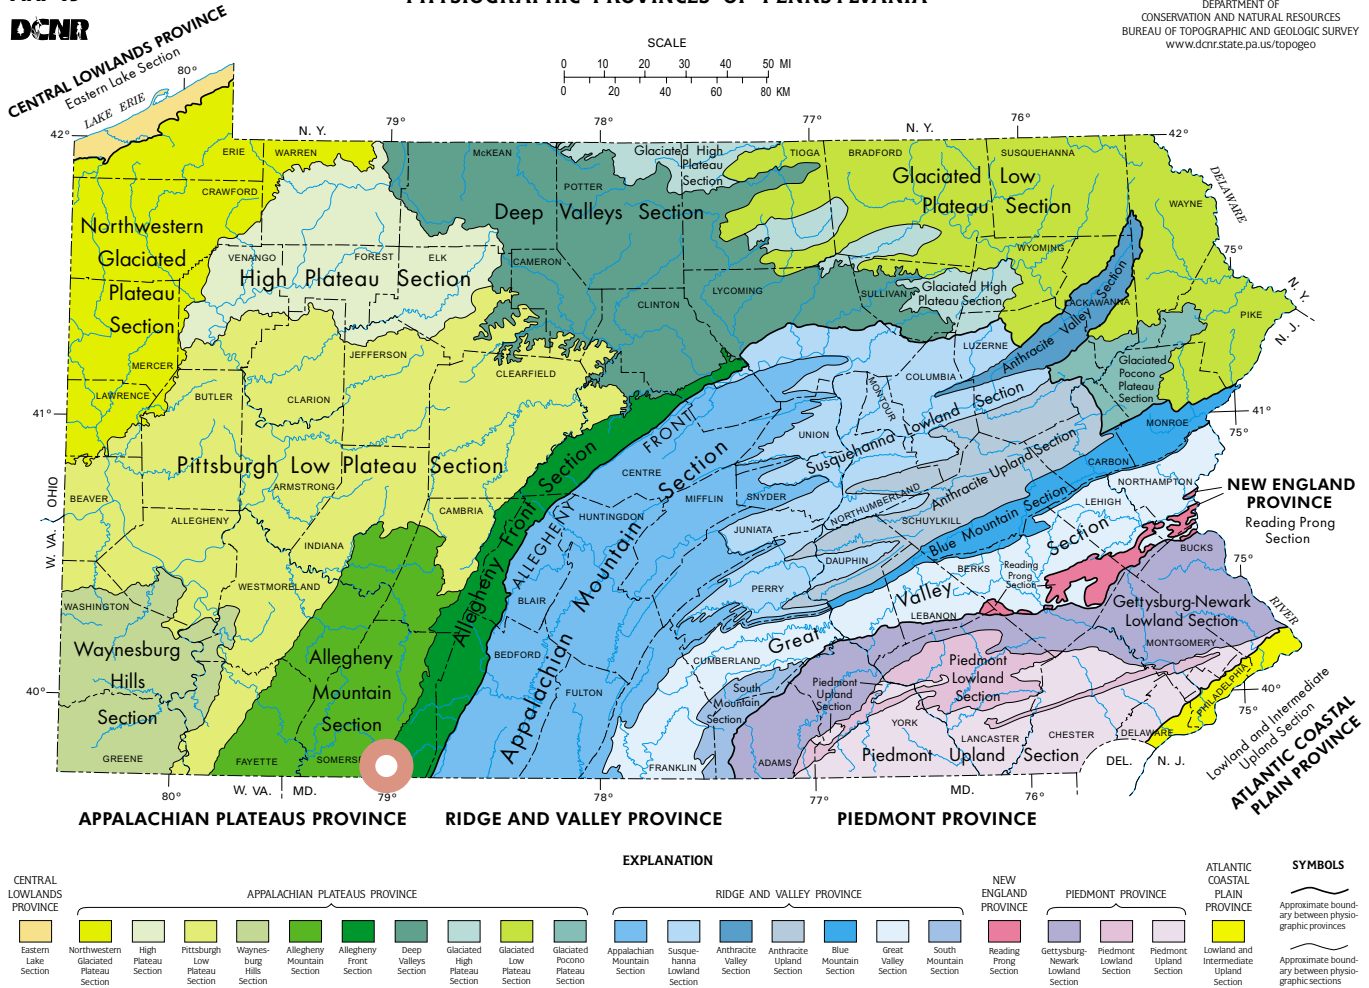 PHYSIOGRAPHIC PROVINCES OF PENNSYLVANIA
DCNR
DEPARTMENT OF
CONSERVATION AND NATURAL RESOURCES
BUREAU OF TOPOGRAPHIC AND GEOLOGIC SURVEY
www.dcnr.state.pa.us/topogeo
SCALE
0 10 20 30 40 50 MI
0 20 40 60 80 KM
CENTRAL LOWLANDS PROVINCE
Eastern Lake Section
80°
LAKE ERIE
42°
79°
78°
77°
76°
42°
N. Y.
N. Y.
ERIE
WARREN
McKEAN
Glaciated High
Plateau
Section
TIOGA
BRADFORD
SUSQUEHANNA
CRAWFORD
POTTER
Glaciated Low
Plateau Section
WAYNE
DELAWARE
Northwestern
Glaciated
Plateau
Section
Deep Valleys Section
75°
VENANGO
FOREST
ELK
CAMERON
WYOMING
High Plateau Section
CLINTON
LYCOMING
SULLIVAN
Glaciated High
Plateau Section
LACKAWANNA
N. Y.
N. J.
PIKE
MERCER
JEFFERSON
CLEARFIELD
LUZERNE
Anthracite Valley Section
Glaciated
Pocono
Plateau
Section
LAWRENCE
BUTLER
CLARION
COLUMBIA
MONTOUR
41°
41°
75°
MONROE
FRONT
UNION
Susquehanna Lowland Section
Pittsburgh Low Plateau Section
CENTRE
CARBON
ARMSTRONG
Anthracite Upland Section
NORTHAMPTON
NEW ENGLAND
PROVINCE
Reading Prong
Section
BEAVER
OHIO
W. VA.
CAMBRIA
MIFFLIN
SNYDER
NORTHUMBERLAND
LEHIGH
ALLEGHENY
HUNTINGDON
JUNIATA
SCHUYLKILL
Blue Mountain Section
INDIANA
Allegheny Front Section
ALLEGHENY
DAUPHIN
BERKS
Reading
Prong
Section
BUCKS
75°
WASHINGTON
WESTMORELAND
BLAIR
PERRY
LEBANON
Great Valley Section
Gettysburg-Newark
Lowland Section
RIVER
MONTGOMERY
Waynesburg
Hills
Section
Allegheny
Mountain
Section
BEDFORD
Appalachian Mountain Section
CUMBERLAND
Piedmont
Lowland
Section
40°
FULTON
South
Mountain
Section
Piedmont
Upland
Section
PHILADELPHIA
40°
75°
YORK
LANCASTER
CHESTER
DELAWARE
GREENE
FAYETTE
SOMERS
FRANKLIN
ADAMS
Piedmont Upland Section
DEL.
N. J.
Lowland and Intermediate
Upland Section
ATLANTIC COASTAL
PLAIN PROVINCE
80°
W. VA.
MD.
79°
78°
77°
MD.
76°
APPALACHIAN PLATEAUS PROVINCE
RIDGE AND VALLEY PROVINCE
PIEDMONT PROVINCE
EXPLANATION
CENTRAL
LOWLANDS
PROVINCE
APPALACHIAN PLATEAUS PROVINCE
RIDGE AND VALLEY PROVINCE
NEW
ENGLAND
PROVINCE
PIEDMONT PROVINCE
ATLANTIC
COASTAL
PLAIN
PROVINCE
SYMBOLS
Eastern
Lake
Section
Northwestern
Glaciated
Plateau
Section
High
Plateau
Section
Pittsburgh
Low
Plateau
Section
Waynes-
burg
Hills
Section
Allegheny
Mountain
Section
Allegheny
Front
Section
Deep
Valleys
Section
Glaciated
High
Plateau
Section
Glaciated
Low
Plateau
Section
Glaciated
Pocono
Plateau
Section
Appalachian
Mountain
Section
Susque-
hanna
Lowland
Section
Anthracite
Valley
Section
Anthracite
Upland
Section
Blue
Mountain
Section
Great
Valley
Section
South
Mountain
Section
Reading
Prong
Section
Gettysburg-
Newark
Lowland
Section
Piedmont
Lowland
Section
Piedmont
Upland
Section
Lowland and
Intermediate
Upland
Section
Approximate bound-
ary between physio-
graphic provinces
Approximate bound-
ary between physio-
graphic sections